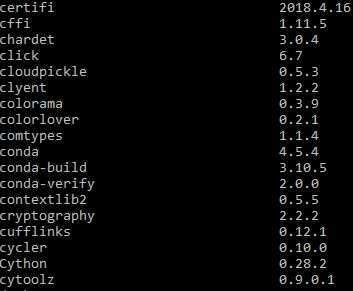 certifi 2018.4.16
cffi 1.11.5
chardet 3.0.4
click 6.7
cloudpickle 0.5.3
clyent 1.2.2
colorama 0.3.9
colorlover 0.2.1
comtypes 1.1.4
conda 4.5.4
conda-build 3.10.5
conda-verify 2.0.0
contextlib2 0.5.5
cryptography 2.2.2
cufflinks 0.12.1
cycler 0.10.0
Cython 0.28.2
cytoolz 0.9.0.1